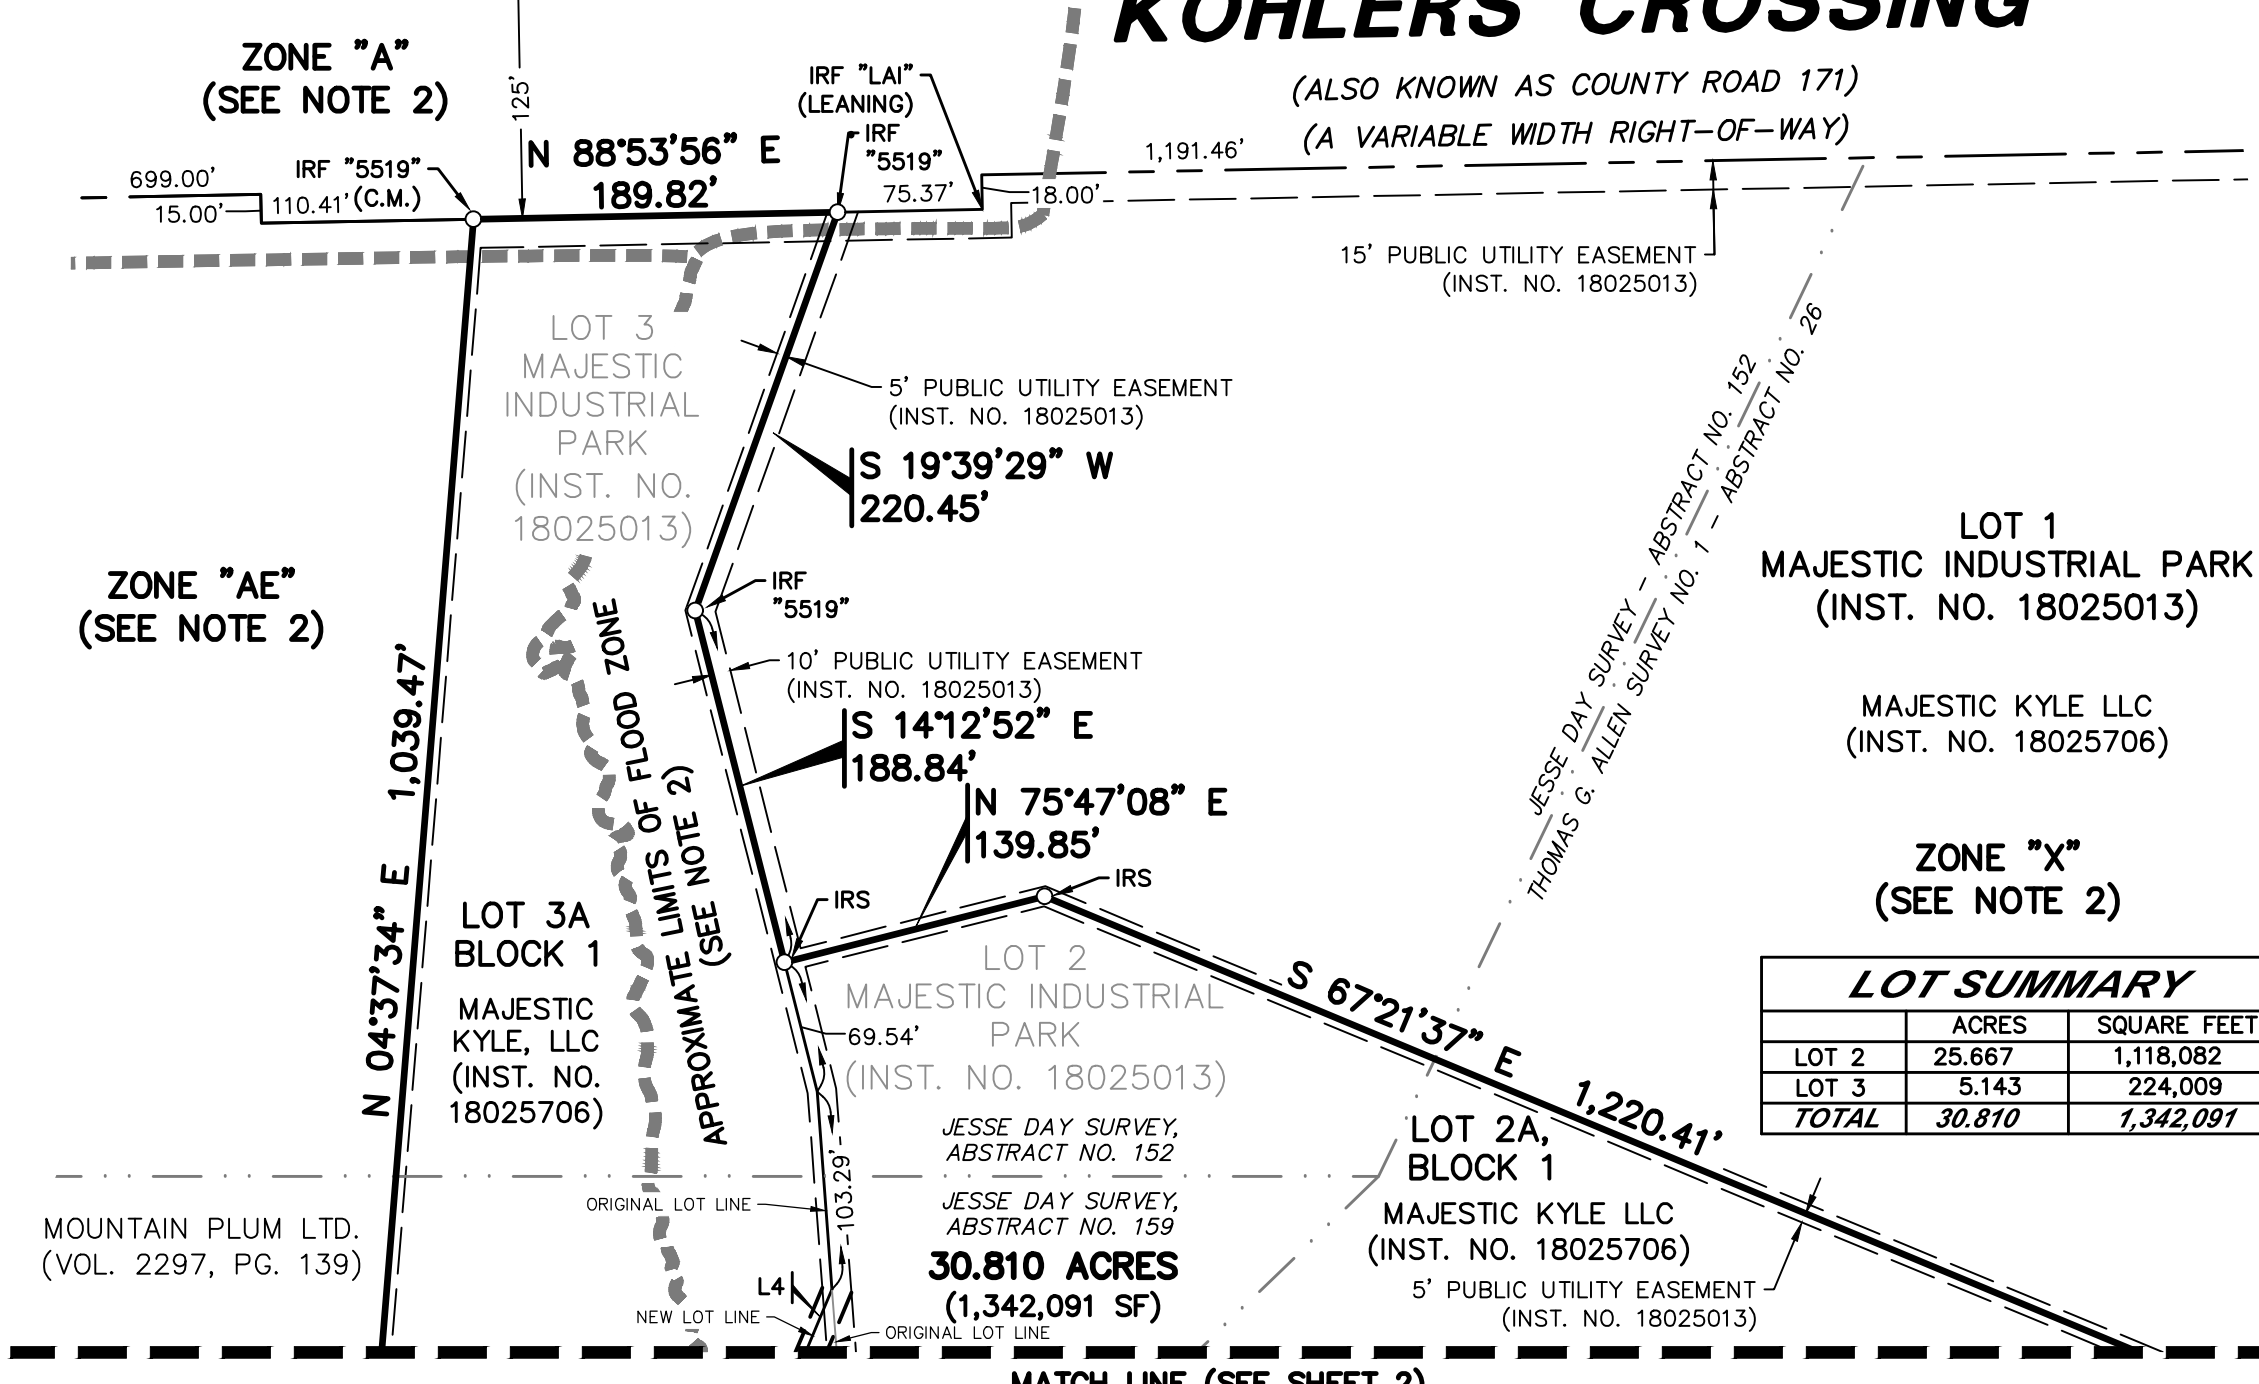 KOHLERS CROSSING
(ALSO KNOWN AS COUNTY ROAD 171)
(A VARIABLE WIDTH RIGHT-OF-WAY)
ZONE "A"
(SEE NOTE 2)
125'
IRF "LAI"
(LEANING)
IRF
"5519"
N 88°53'56" E
189.82'
IRF "5519"
(C.M.)
699.00'
15.00'
110.41'
75.37'
18.00'
1,191.46'
15' PUBLIC UTILITY EASEMENT
(INST. NO. 18025013)
LOT 3
MAJESTIC
INDUSTRIAL
PARK
(INST. NO.
18025013)
5' PUBLIC UTILITY EASEMENT
(INST. NO. 18025013)
S 19°39'29" W
220.45'
JESSE DAY SURVEY - ABSTRACT NO. 152
THOMAS G. ALLEN SURVEY NO. 1 - ABSTRACT NO. 26
LOT 1
MAJESTIC INDUSTRIAL PARK
(INST. NO. 18025013)
MAJESTIC KYLE LLC
(INST. NO. 18025706)
ZONE "AE"
(SEE NOTE 2)
IRF
"5519"
10' PUBLIC UTILITY EASEMENT
(INST. NO. 18025013)
S 14°12'52" E
188.84'
N 75°47'08" E
139.85'
N 04°37'34" E 1,039.47'
APPROXIMATE LIMITS OF FLOOD ZONE
(SEE NOTE 2)
IRS
IRS
ZONE "X"
(SEE NOTE 2)
LOT 3A
BLOCK 1
MAJESTIC
KYLE, LLC
(INST. NO.
18025706)
LOT 2
MAJESTIC INDUSTRIAL
PARK
(INST. NO. 18025013)
69.54'
S 67°21'37" E 1,220.41'
LOT SUMMARY
ACRES SQUARE FEET
LOT 2 25.667 1,118,082
LOT 3 5.143 224,009
TOTAL 30.810 1,342,091
JESSE DAY SURVEY,
ABSTRACT NO. 152
JESSE DAY SURVEY,
ABSTRACT NO. 159
30.810 ACRES
(1,342,091 SF)
LOT 2A,
BLOCK 1
MAJESTIC KYLE LLC
(INST. NO. 18025706)
5' PUBLIC UTILITY EASEMENT
(INST. NO. 18025013)
MOUNTAIN PLUM LTD.
(VOL. 2297, PG. 139)
ORIGINAL LOT LINE
103.29'
L4
NEW LOT LINE
ORIGINAL LOT LINE
MATCH LINE (SEE SHEET 2)